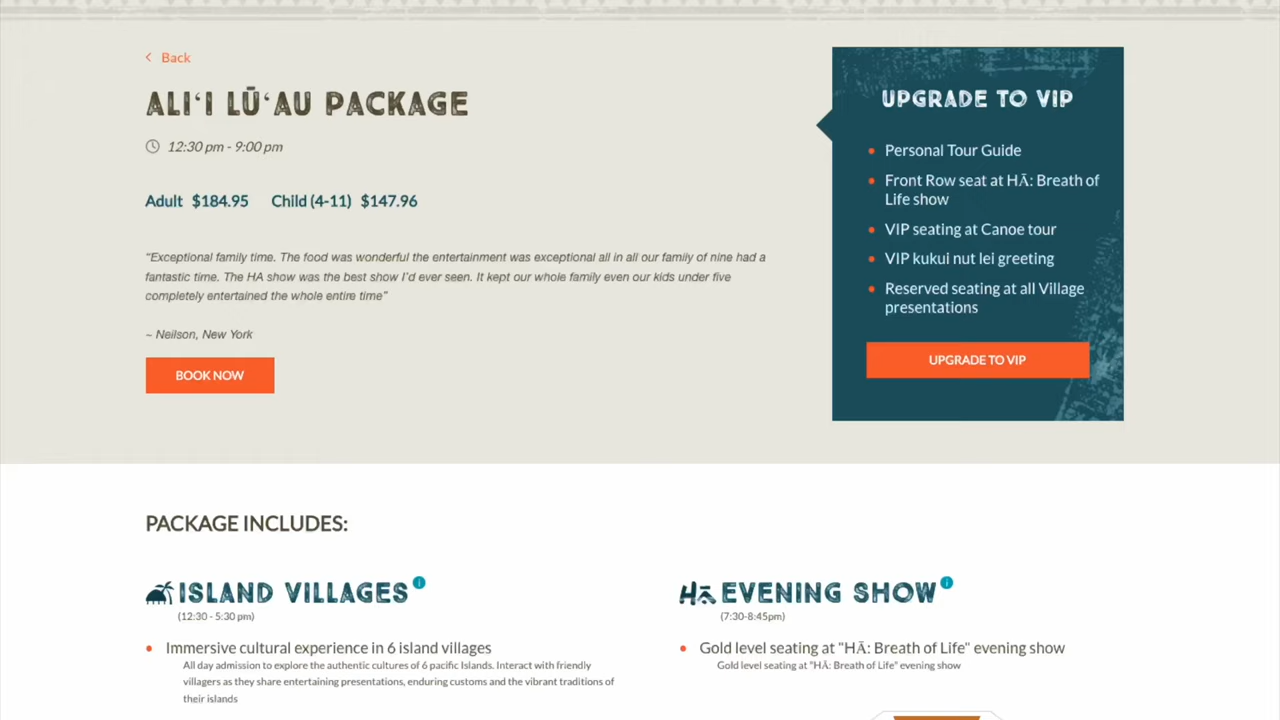 Back
ALIʻI LŪʻAU PACKAGE
12:30 pm - 9:00 pm
Adult $184.95 Child (4-11) $147.96
"Exceptional family time. The food was wonderful the entertainment was exceptional all in all our family of nine had a
fantastic time. The HA show was the best show I'd ever seen. It kept our whole family even our kids under five
completely entertained the whole entire time"
~ Neilson, New York
BOOK NOW
UPGRADE TO VIP
Personal Tour Guide
Front Row seat at HĀ: Breath of
Life show
VIP seating at Canoe tour
VIP kukui nut lei greeting
Reserved seating at all Village
presentations
UPGRADE TO VIP
PACKAGE INCLUDES:
ISLAND VILLAGES
(12:30 - 5:30 pm)
Immersive cultural experience in 6 island villages
All day admission to explore the authentic cultures of 6 pacific Islands. Interact with friendly
villagers as they share entertaining presentations, enduring customs and the vibrant traditions of
their islands
Hā EVENING SHOW
(7:30-8:45pm)
Gold level seating at "HĀ: Breath of Life" evening show
Gold level seating at "HĀ: Breath of Life" evening show